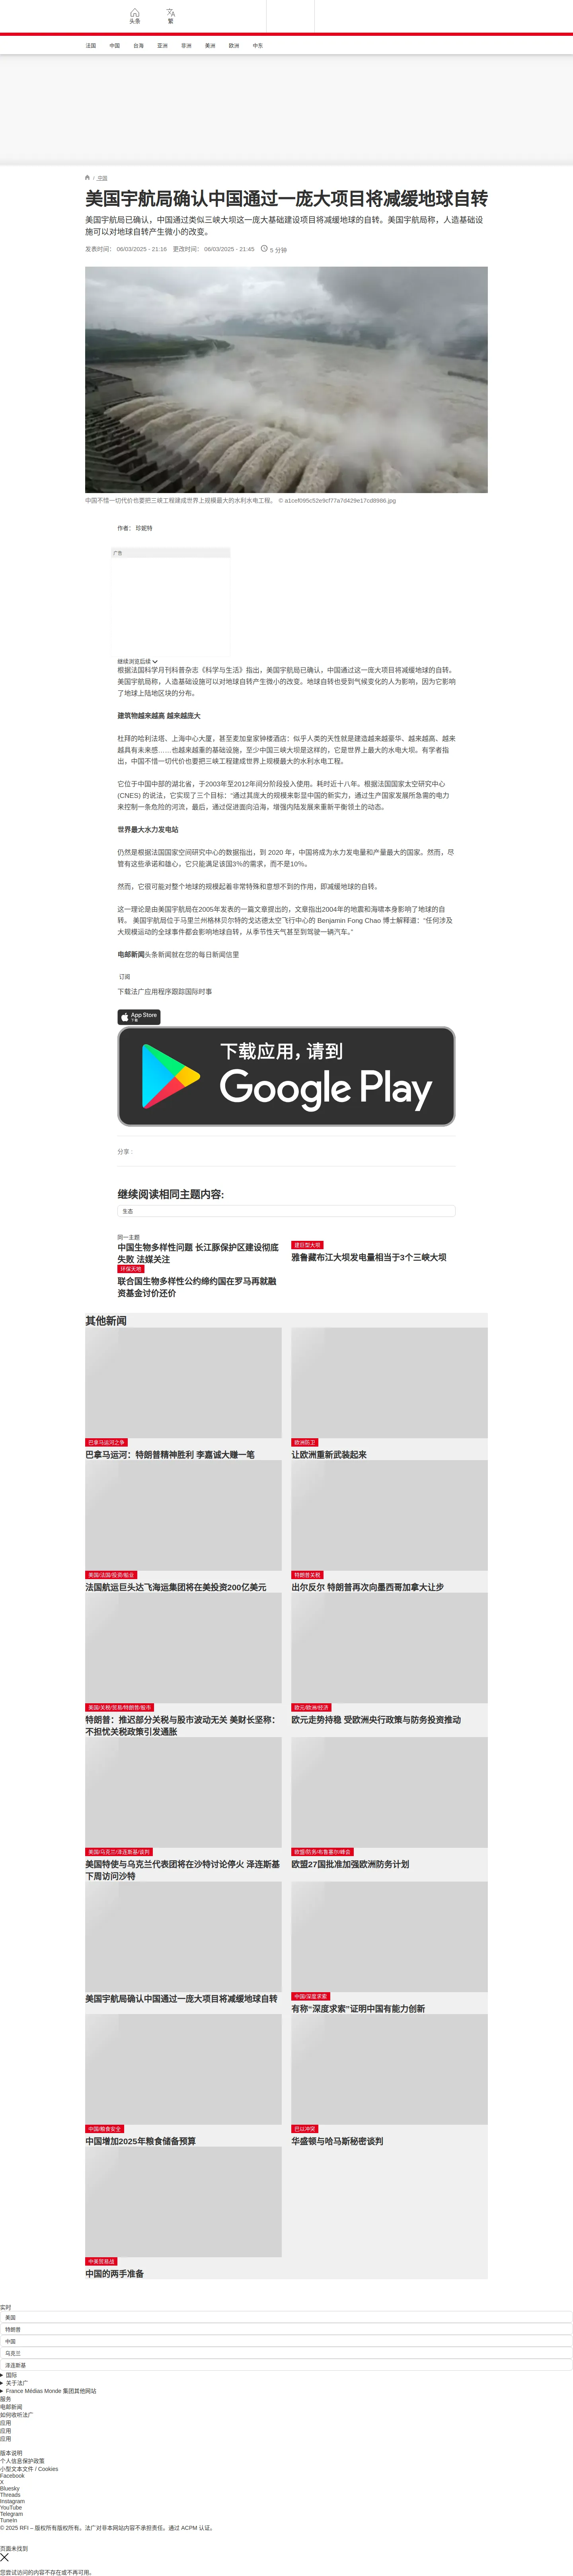 头条
繁
法国 中国 台海 亚洲 非洲 美洲 欧洲 中东
/ 中国
美国宇航局确认中国通过一庞大项目将减缓地球自转
美国宇航局已确认，中国通过类似三峡大坝这一庞大基础建设项目将减缓地球的自转。美国宇航局称，人造基础设
施可以对地球自转产生微小的改变。
发表时间： 06/03/2025 - 21:16 更改时间： 06/03/2025 - 21:45 5 分钟
中国不惜一切代价也要把三峡工程建成世界上规模最大的水利水电工程。 © a1cef095c52e9cf77a7d429e17cd8986.jpg
作者： 珍妮特
广告
继续浏览后续
根据法国科学月刊科普杂志《科学与生活》指出，美国宇航局已确认，中国通过这一庞大项目将减缓地球的自转。
美国宇航局称，人造基础设施可以对地球自转产生微小的改变。地球自转也受到气候变化的人为影响，因为它影响
了地球上陆地区块的分布。
建筑物越来越高 越来越庞大
杜拜的哈利法塔、上海中心大厦，甚至麦加皇家钟楼酒店：似乎人类的天性就是建造越来越豪华、越来越高、越来
越具有未来感……也越来越重的基础设施，至少中国三峡大坝是这样的，它是世界上最大的水电大坝。有学者指
出，中国不惜一切代价也要把三峡工程建成世界上规模最大的水利水电工程。
它位于中国中部的湖北省，于2003年至2012年间分阶段投入使用。耗时近十八年。根据法国国家太空研究中心
(CNES) 的说法，它实现了三个目标：“通过其庞大的规模来彰显中国的新实力，通过生产国家发展所急需的电力
来控制一条危险的河流，最后，通过促进面向沿海，增强内陆发展来重新平衡领土的动态。
世界最大水力发电站
仍然是根据法国国家空间研究中心的数据指出，到 2020 年，中国将成为水力发电量和产量最大的国家。然而，尽
管有这些承诺和雄心，它只能满足该国3%的需求，而不是10%。
然而，它很可能对整个地球的规模起着非常特殊和意想不到的作用，即减缓地球的自转。
这一理论是由美国宇航局在2005年发表的一篇文章提出的，文章指出2004年的地震和海啸本身影响了地球的自
转。 美国宇航局位于马里兰州格林贝尔特的戈达德太空飞行中心的 Benjamin Fong Chao 博士解释道：“任何涉及
大规模运动的全球事件都会影响地球自转，从季节性天气甚至到驾驶一辆汽车。”
电邮新闻头条新闻就在您的每日新闻信里
订阅
下载法广应用程序跟踪国际时事
App Store
下载
下载应用，请到
Google Play
分享 :
继续阅读相同主题内容:
生态
同一主题
中国生物多样性问题 长江豚保护区建设彻底
失败 法媒关注
建巨型大坝
雅鲁藏布江大坝发电量相当于3个三峡大坝
环保天地
联合国生物多样性公约缔约国在罗马再就融
资基金讨价还价
其他新闻
巴拿马运河之争
巴拿马运河：特朗普精神胜利 李嘉诚大赚一笔
欧洲防卫
让欧洲重新武装起来
美国/法国/投资/船业
法国航运巨头达飞海运集团将在美投资200亿美元
特朗普关税
出尔反尔 特朗普再次向墨西哥加拿大让步
美国/关税/贸易/特朗普/股市
特朗普：推迟部分关税与股市波动无关 美财长坚称：
不担忧关税政策引发通胀
欧元/欧洲/经济
欧元走势持稳 受欧洲央行政策与防务投资推动
美国/乌克兰/泽连斯基/谈判
美国特使与乌克兰代表团将在沙特讨论停火 泽连斯基
下周访问沙特
欧盟/防务/布鲁塞尔/峰会
欧盟27国批准加强欧洲防务计划
美国宇航局确认中国通过一庞大项目将减缓地球自转
中国/深度求索
有称“深度求索”证明中国有能力创新
中国/粮食安全
中国增加2025年粮食储备预算
巴以冲突
华盛顿与哈马斯秘密谈判
中美贸易战
中国的两手准备
实时
美国
特朗普
中国
乌克兰
泽连斯基
国际
关于法广
France Médias Monde 集团其他网站
服务
电邮新闻
如何收听法广
应用
应用
应用
版本说明
个人信息保护政策
小型文本文件 / Cookies
Facebook
X
Bluesky
Threads
Instagram
YouTube
Telegram
TuneIn
© 2025 RFI – 版权所有版权所有。法广对非本网站内容不承担责任。通过 ACPM 认证。
页面未找到
您尝试访问的内容不存在或不再可用。